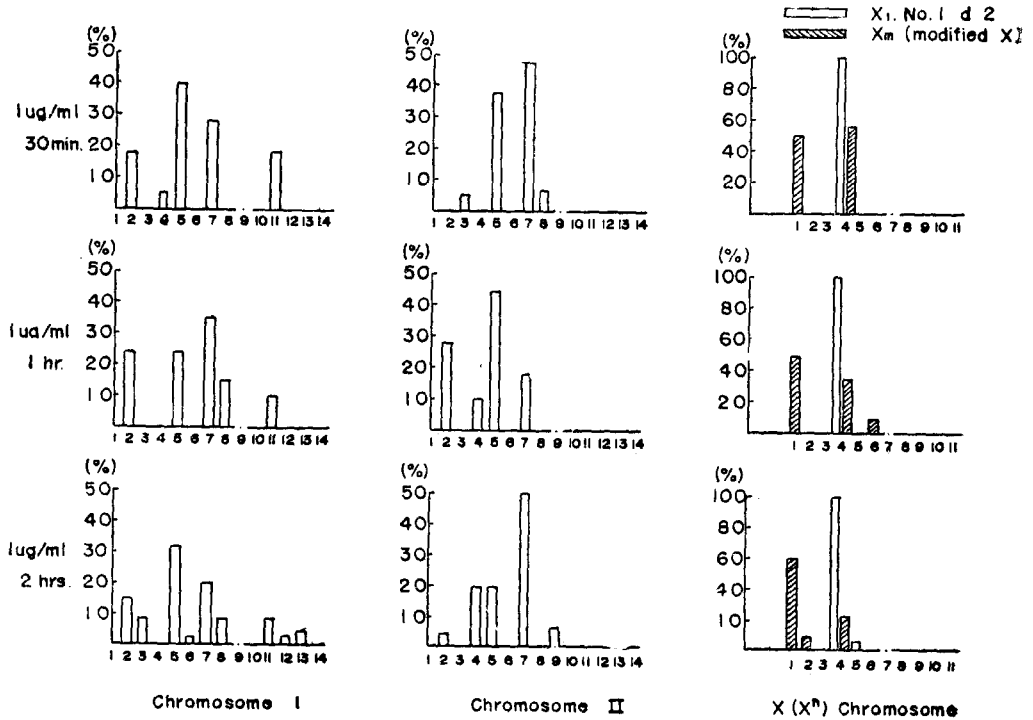 X1. No. 1 d 2
Xm (modified X)
(%) (%) (%)
50 50 100
40 40 80
30 30 60
20 20 40
10 10 20
1ug/ml
30min.
1 2 3 4 5 6 7 8 9 10 11 12 13 14
1 2 3 4 5 6 7 8 9 10 11 12 13 14
1 2 3 4 5 6 7 8 9 10 11
(%) (%) (%)
50 50 100
40 40 80
30 30 60
20 20 40
10 10 20
1ug/ml
1 hr.
1 2 3 4 5 6 7 8 9 10 11 12 13 14
1 2 3 4 5 6 7 8 9 10 11 12 13 14
1 2 3 4 5 6 7 8 9 10 11
(%) (%) (%)
50 50 100
40 40 80
30 30 60
20 20 40
10 10 10
1ug/ml
2 hrs.
1 2 3 4 5 6 7 8 9 10 11 12 13 14
1 2 3 4 5 6 7 8 9 10 11 12 13 14
1 2 3 4 5 6 7 8 9 10 11
Chromosome I
Chromosome II
X (Xⁿ) Chromosome